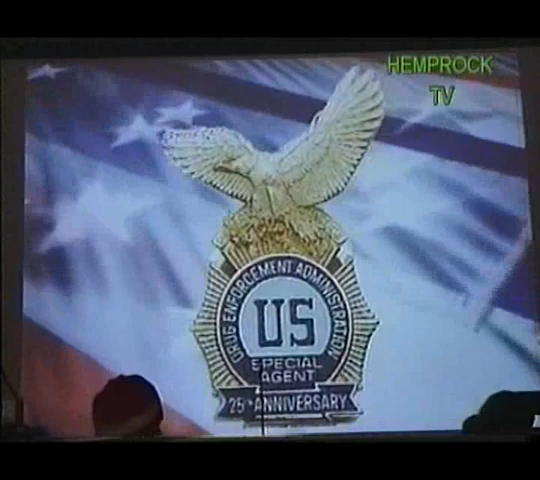 HEMPROCK
TV
DRUG ENFORCEMENT ADMINISTRATION
US
SPECIAL
AGENT
25TH ANNIVERSARY